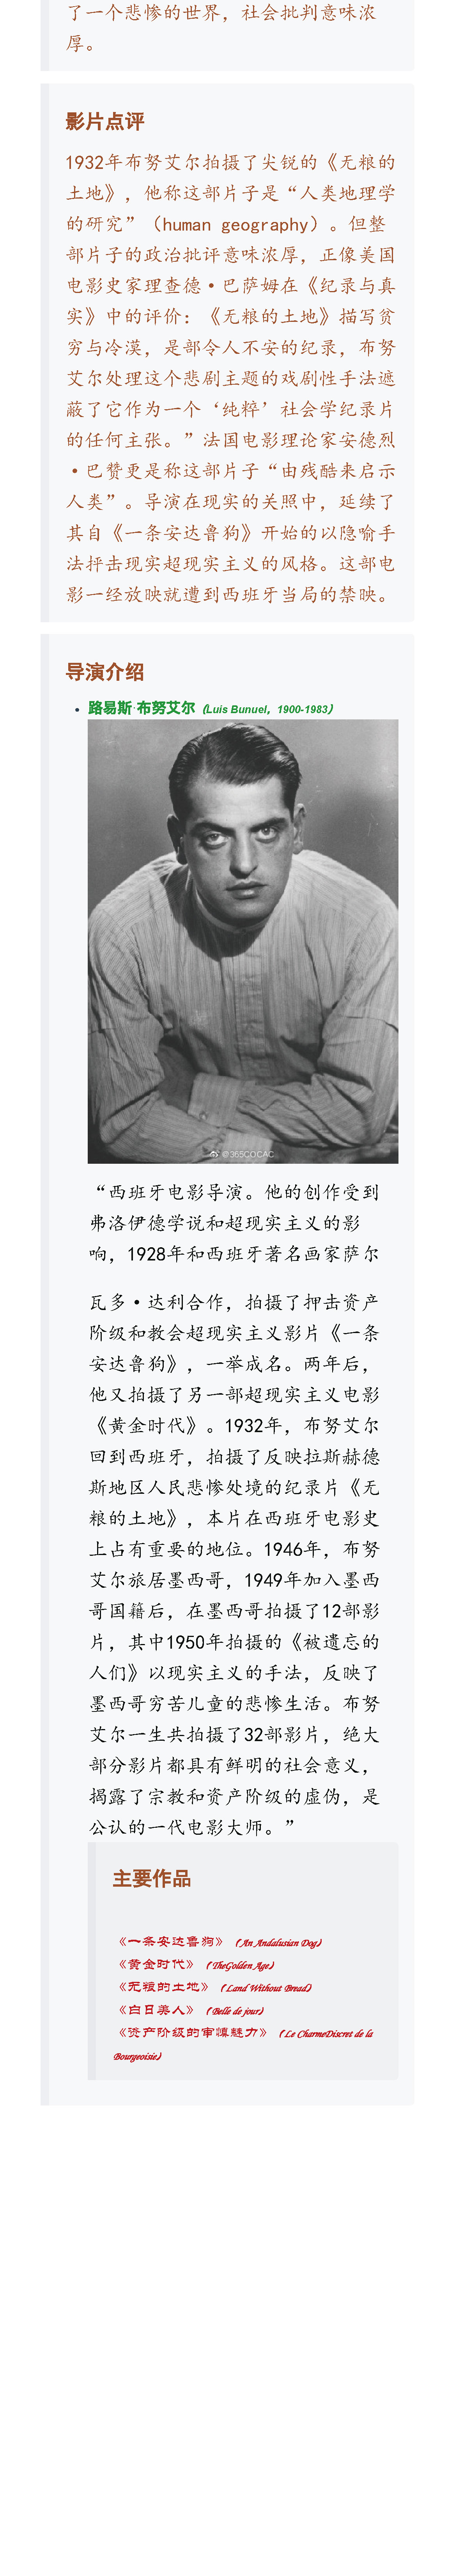 了一个悲惨的世界，社会批判意味浓
厚。
影片点评
1932年布努艾尔拍摄了尖锐的《无粮的
土地》，他称这部片子是“人类地理学
的研究”（human geography）。但整
部片子的政治批评意味浓厚，正像美国
电影史家理查德·巴萨姆在《纪录与真
实》中的评价：《无粮的土地》描写贫
穷与冷漠，是部令人不安的纪录，布努
艾尔处理这个悲剧主题的戏剧性手法遮
蔽了它作为一个‘纯粹’社会学纪录片
的任何主张。”法国电影理论家安德烈
·巴赞更是称这部片子“由残酷来启示
人类”。导演在现实的关照中，延续了
其自《一条安达鲁狗》开始的以隐喻手
法抨击现实超现实主义的风格。这部电
影一经放映就遭到西班牙当局的禁映。
导演介绍
路易斯·布努艾尔（Luis Bunuel，1900-1983）
@365COCAC
“西班牙电影导演。他的创作受到
弗洛伊德学说和超现实主义的影
响，1928年和西班牙著名画家萨尔
瓦多·达利合作，拍摄了押击资产
阶级和教会超现实主义影片《一条
安达鲁狗》，一举成名。两年后，
他又拍摄了另一部超现实主义电影
《黄金时代》。1932年，布努艾尔
回到西班牙，拍摄了反映拉斯赫德
斯地区人民悲惨处境的纪录片《无
粮的土地》，本片在西班牙电影史
上占有重要的地位。1946年，布努
艾尔旅居墨西哥，1949年加入墨西
哥国籍后，在墨西哥拍摄了12部影
片，其中1950年拍摄的《被遗忘的
人们》以现实主义的手法，反映了
墨西哥穷苦儿童的悲惨生活。布努
艾尔一生共拍摄了32部影片，绝大
部分影片都具有鲜明的社会意义，
揭露了宗教和资产阶级的虚伪，是
公认的一代电影大师。”
主要作品
《一条安达鲁狗》（An Andalusian Dog）
《黄金时代》（TheGolden Age）
《无粮的土地》（Land Without Bread）
《白日美人》（Belle de jour）
《资产阶级的审慎魅力》（Le CharmeDiscret de la
Bourgeoisie）